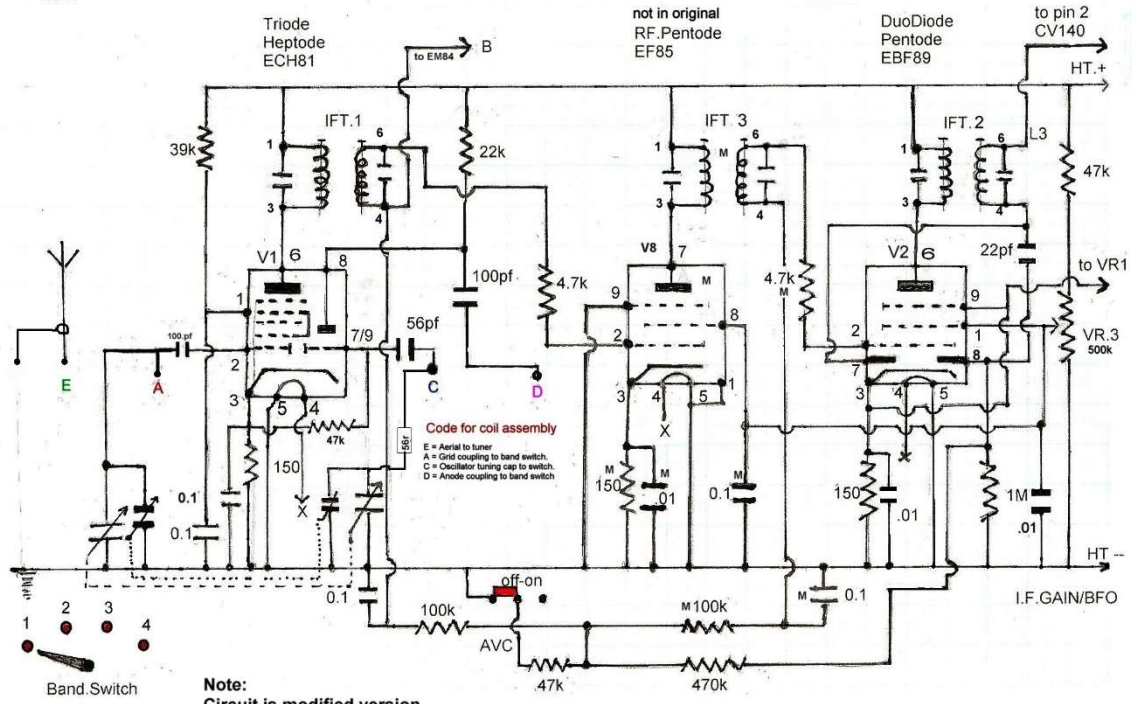 Triode
Heptode
ECH81
not in original
RF.Pentode
EF85
DuoDiode
Pentode
EBF89
to pin 2
CV140
to EM84
B
HT.+
IFT.1
IFT. 3
IFT. 2
L3
39k
22k
47k
1
6
3
4
1
M
6
3
4
1
6
3
4
V1
6
8
100pf
4.7k
V8
7
M
4.7k
M
V2
6
22pf
to VR1
1
2
7/9
56pf
9
2
8
9
2
1
7
8
VR.3
500k
100.pf
E
A
C
D
3
5
4
3
4
5
1
3
4
5
X
Code for coil assembly
E = Aerial to tuner
A = Grid coupling to band switch.
C = Oscillator tuning cap to switch.
D = Anode coupling to band switch
47k
56r
150
X
0.1
0.1
M
150
M
.01
M
0.1
150
.01
X
1M
.01
HT --
0.1
off-on
M
0.1
I.F.GAIN/BFO
100k
AVC
M
100k
47k
470k
1
2
3
4
Band.Switch
Note:
Circuit is modified version